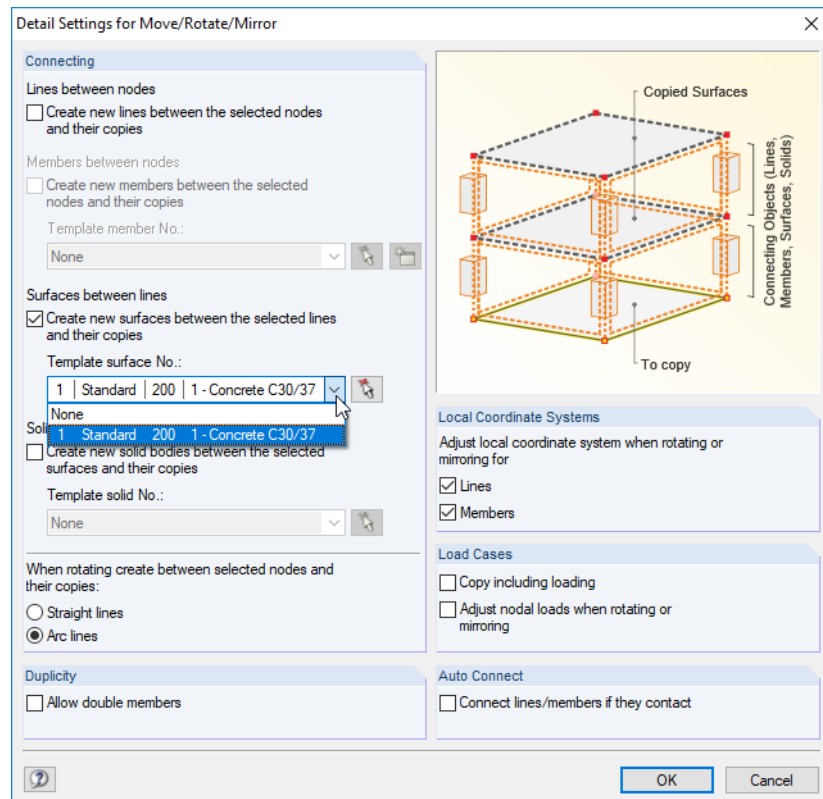 Detail Settings for Move/Rotate/Mirror
Connecting
Lines between nodes
Create new lines between the selected nodes
and their copies
Members between nodes
Create new members between the selected
nodes and their copies
Template member No.:
None
Surfaces between lines
Create new surfaces between the selected lines
and their copies
Template surface No.:
1 | Standard | 200 | 1 - Concrete C30/37
None
1 Standard 200 1 - Concrete C30/37
Create new solid bodies between the selected
surfaces and their copies
Template solid No.:
None
When rotating create between selected nodes and
their copies:
Straight lines
Arc lines
Duplicity
Allow double members
Copied Surfaces
Connecting Objects (Lines,
Members, Surfaces, Solids)
To copy
Local Coordinate Systems
Adjust local coordinate system when rotating or
mirroring for
Lines
Members
Load Cases
Copy including loading
Adjust nodal loads when rotating or
mirroring
Auto Connect
Connect lines/members if they contact
OK
Cancel